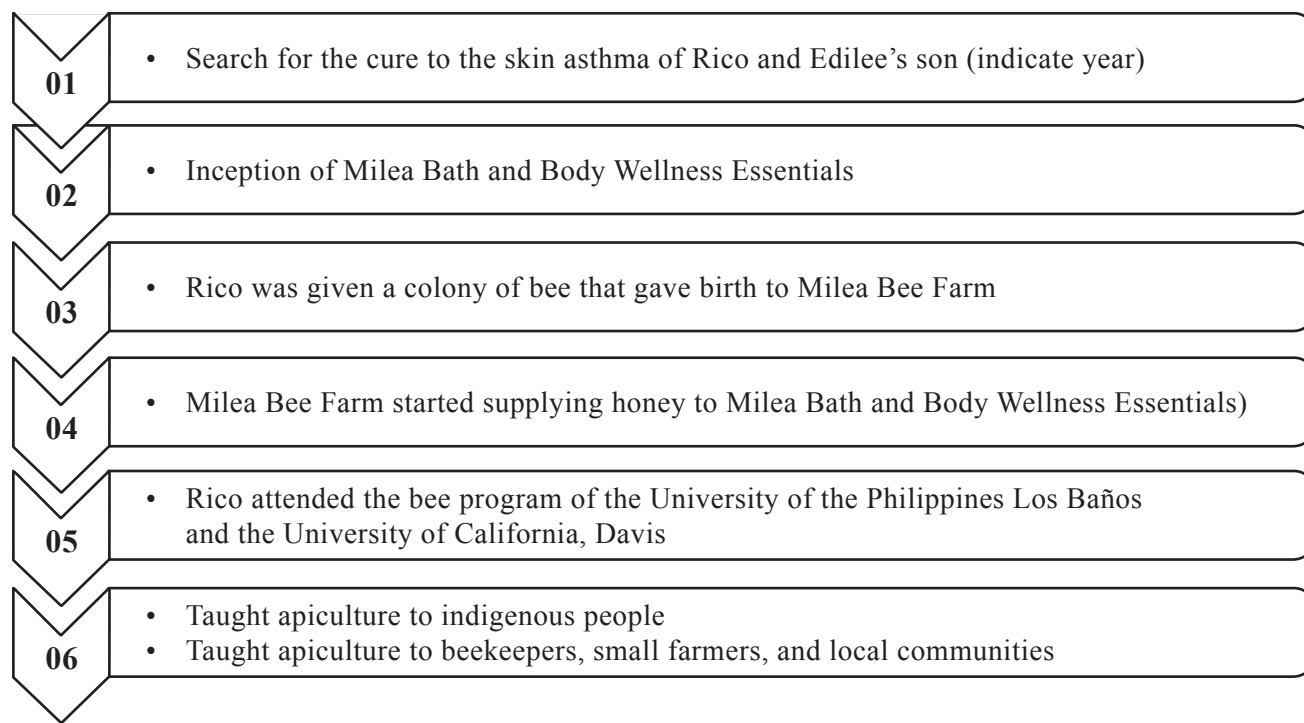 01
• Search for the cure to the skin asthma of Rico and Edilee’s son (indicate year)
02
• Inception of Milea Bath and Body Wellness Essentials
03
• Rico was given a colony of bee that gave birth to Milea Bee Farm
04
• Milea Bee Farm started supplying honey to Milea Bath and Body Wellness Essentials)
05
• Rico attended the bee program of the University of the Philippines Los Baños
and the University of California, Davis
06
• Taught apiculture to indigenous people
• Taught apiculture to beekeepers, small farmers, and local communities